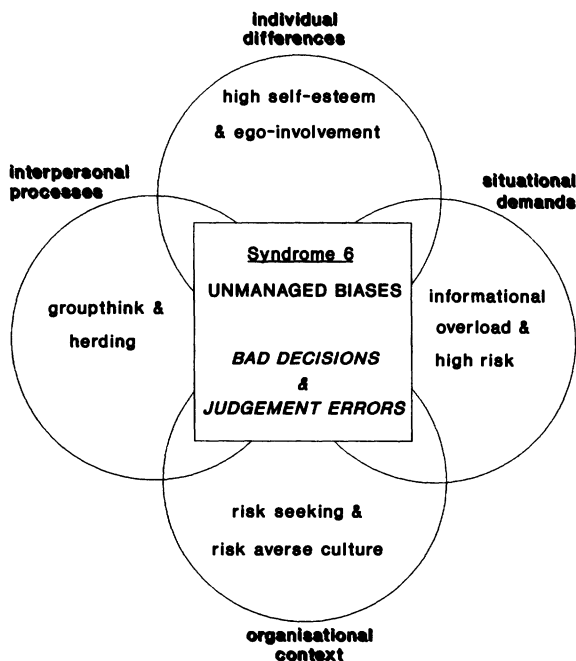 individual
differences
high self-esteem
& ego-involvement
interpersonal
processes
situational
demands
groupthink &
herding
Syndrome 6
UNMANAGED BIASES
BAD DECISIONS
&
JUDGEMENT ERRORS
informational
overload &
high risk
risk seeking &
risk averse culture
organisational
context